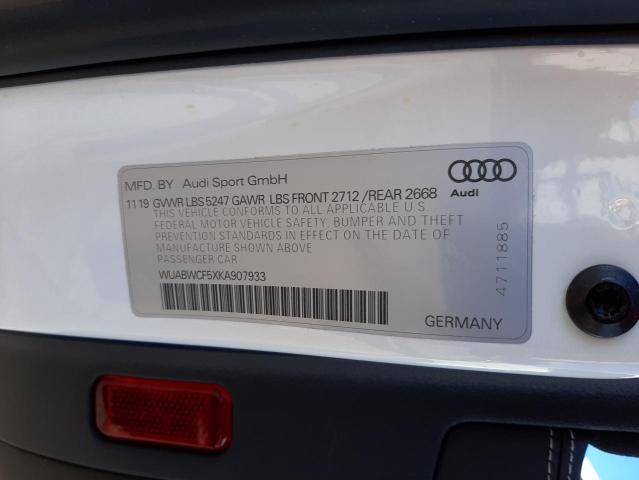 MFD. BY Audi Sport GmbH
11 19 GVWR LBS 5247 GAWR LBS FRONT 2712 /REAR 2668
THIS VEHICLE CONFORMS TO ALL APPLICABLE U.S.
FEDERAL MOTOR VEHICLE SAFETY, BUMPER AND THEFT
PREVENTION STANDARDS IN EFFECT ON THE DATE OF
MANUFACTURE SHOWN ABOVE
PASSENGER CAR
WUABWCF5XKA907933
Audi
4711885
GERMANY